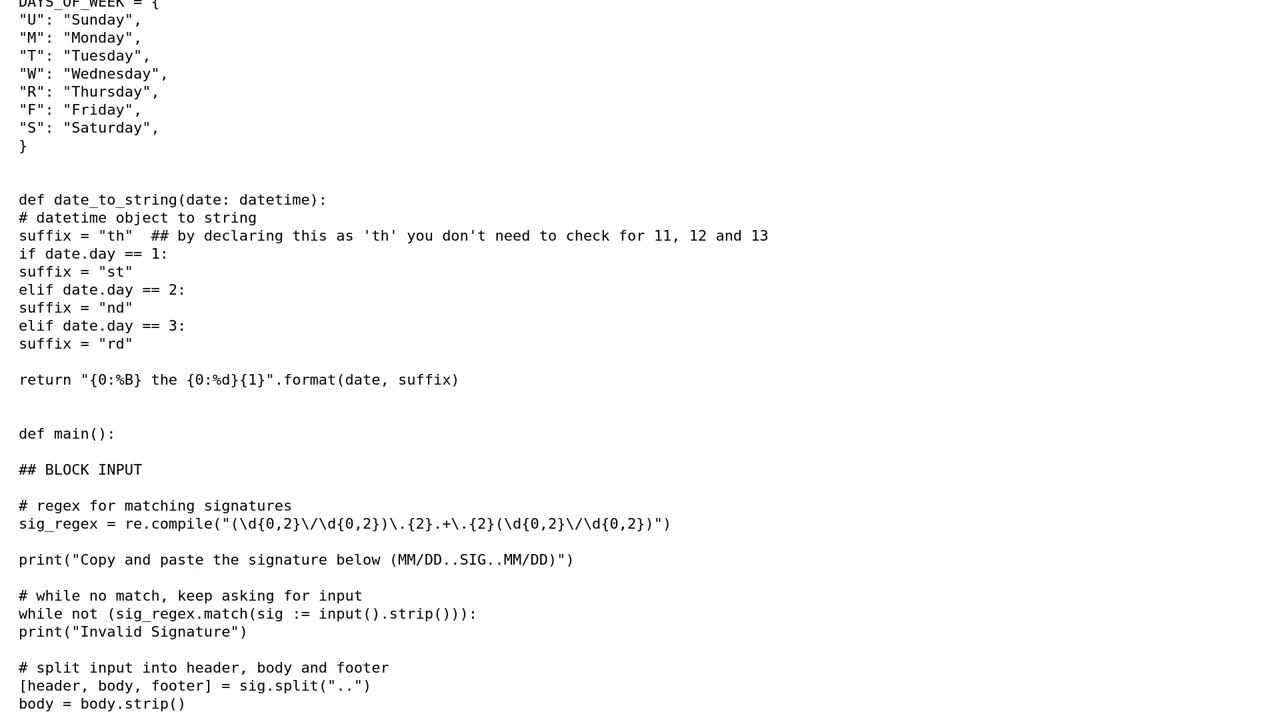 DAYS_OF_WEEK = {
"U": "Sunday",
"M": "Monday",
"T": "Tuesday",
"W": "Wednesday",
"R": "Thursday",
"F": "Friday",
"S": "Saturday",
}
def date_to_string(date: datetime):
# datetime object to string
suffix = "th"  ## by declaring this as 'th' you don't need to check for 11, 12 and 13
if date.day == 1:
suffix = "st"
elif date.day == 2:
suffix = "nd"
elif date.day == 3:
suffix = "rd"
return "{0:%B} the {0:%d}{1}".format(date, suffix)
def main():
## BLOCK INPUT
# regex for matching signatures
sig_regex = re.compile("(\d{0,2}\/\d{0,2})\.{2}.+\.{2}(\d{0,2}\/\d{0,2})")
print("Copy and paste the signature below (MM/DD..SIG..MM/DD)")
# while no match, keep asking for input
while not (sig_regex.match(sig := input().strip())):
print("Invalid Signature")
# split input into header, body and footer
[header, body, footer] = sig.split("..")
body = body.strip()